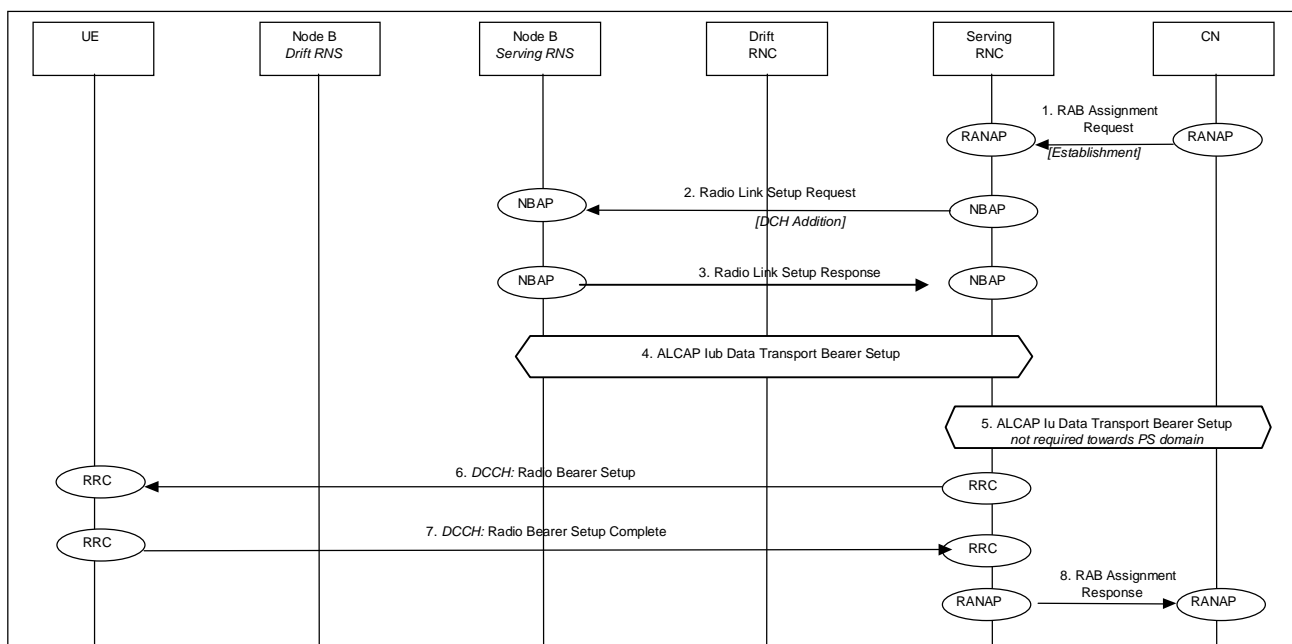 UE
Node B
Drift RNS
Node B
Serving RNS
Drift
RNC
Serving
RNC
CN
1. RAB Assignment
Request
RANAP
RANAP
[Establishment]
2. Radio Link Setup Request
NBAP
NBAP
[DCH Addition]
3. Radio Link Setup Response
NBAP
NBAP
4. ALCAP Iub Data Transport Bearer Setup
5. ALCAP Iu Data Transport Bearer Setup
not required towards PS domain
6. DCCH: Radio Bearer Setup
RRC
RRC
7. DCCH: Radio Bearer Setup Complete
RRC
RRC
8. RAB Assignment
Response
RANAP
RANAP